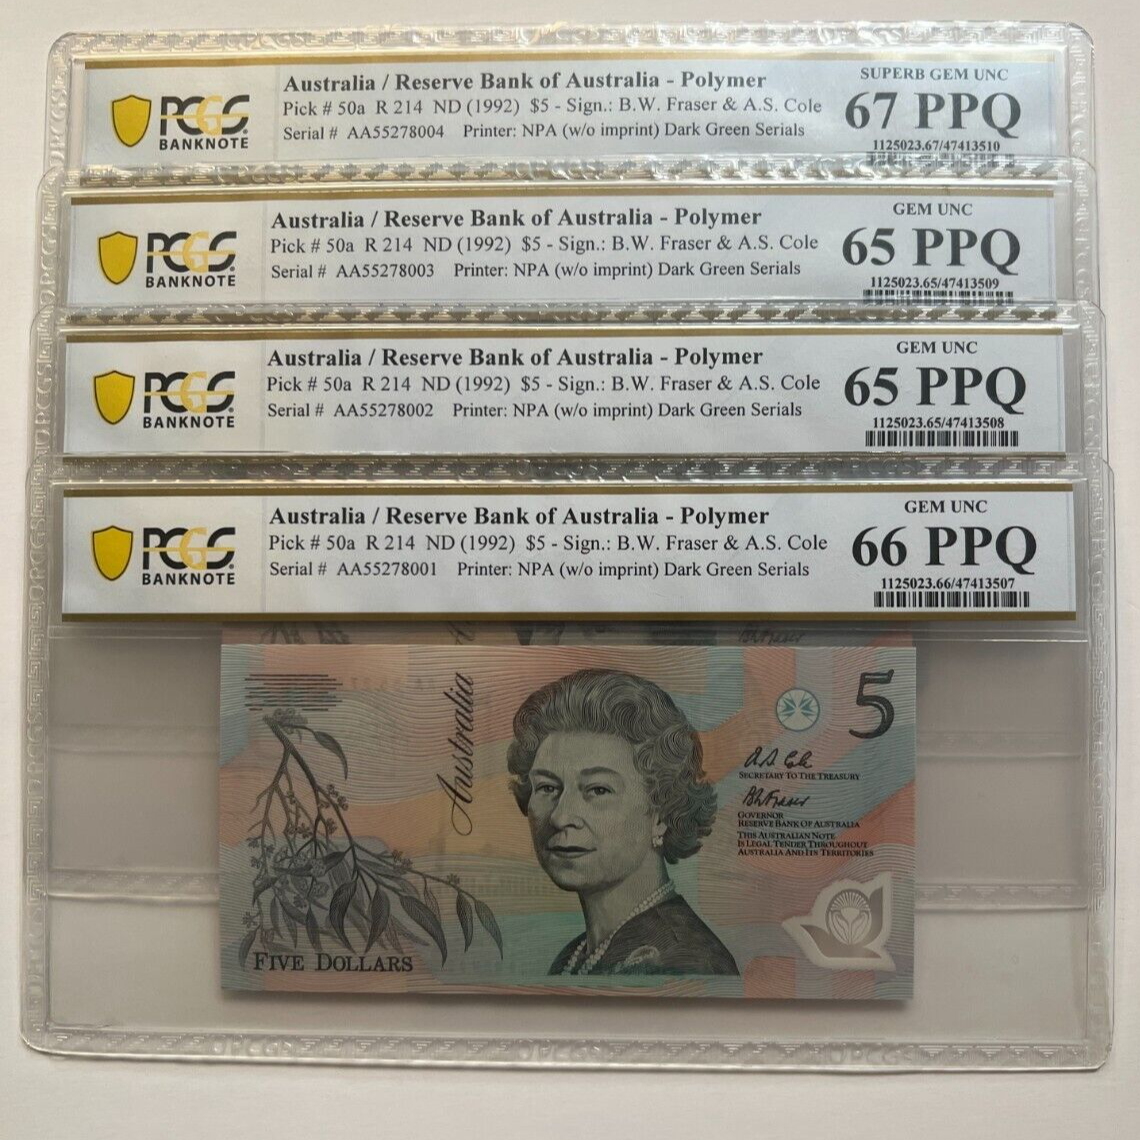 PCGS
BANKNOTE
Australia / Reserve Bank of Australia - Polymer
Pick # 50a R 214 ND (1992) $5 - Sign.: B.W. Fraser & A.S. Cole
Serial # AA55278004 Printer: NPA (w/o imprint) Dark Green Serials
SUPERB GEM UNC
67 PPQ
1125023.67/47413510
PCGS
BANKNOTE
Australia / Reserve Bank of Australia - Polymer
Pick # 50a R 214 ND (1992) $5 - Sign.: B.W. Fraser & A.S. Cole
Serial # AA55278003 Printer: NPA (w/o imprint) Dark Green Serials
GEM UNC
65 PPQ
1125023.65/47413509
PCGS
BANKNOTE
Australia / Reserve Bank of Australia - Polymer
Pick # 50a R 214 ND (1992) $5 - Sign.: B.W. Fraser & A.S. Cole
Serial # AA55278002 Printer: NPA (w/o imprint) Dark Green Serials
GEM UNC
65 PPQ
1125023.65/47413508
PCGS
BANKNOTE
Australia / Reserve Bank of Australia - Polymer
Pick # 50a R 214 ND (1992) $5 - Sign.: B.W. Fraser & A.S. Cole
Serial # AA55278001 Printer: NPA (w/o imprint) Dark Green Serials
GEM UNC
66 PPQ
1125023.66/47413507
Australia
5
A.S. Cole
SECRETARY TO THE TREASURY
BWFraser
GOVERNOR
RESERVE BANK OF AUSTRALIA
THIS AUSTRALIAN NOTE
IS LEGAL TENDER THROUGHOUT
AUSTRALIA AND ITS TERRITORIES
FIVE DOLLARS